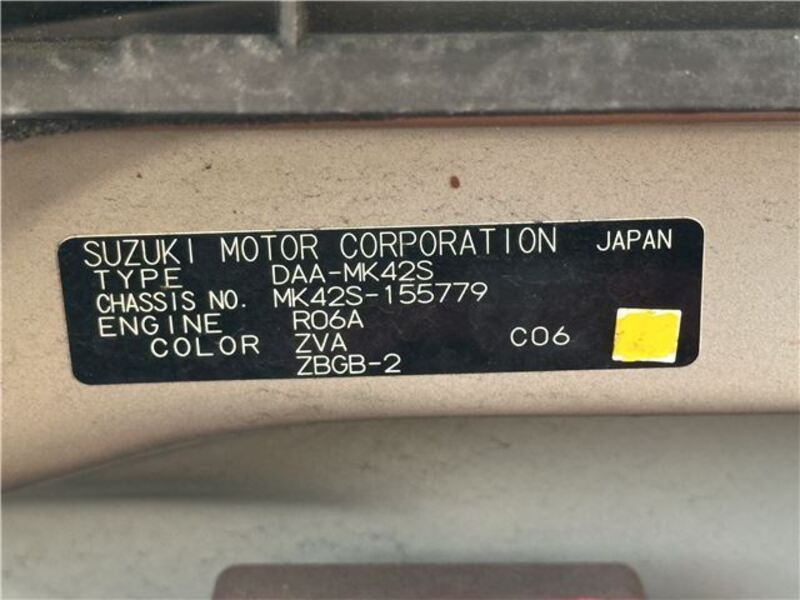 SUZUKI MOTOR CORPORATION JAPAN
TYPE DAA-MK42S
CHASSIS NO. MK42S-155779
ENGINE R06A
COLOR ZVA C06
ZBGB-2